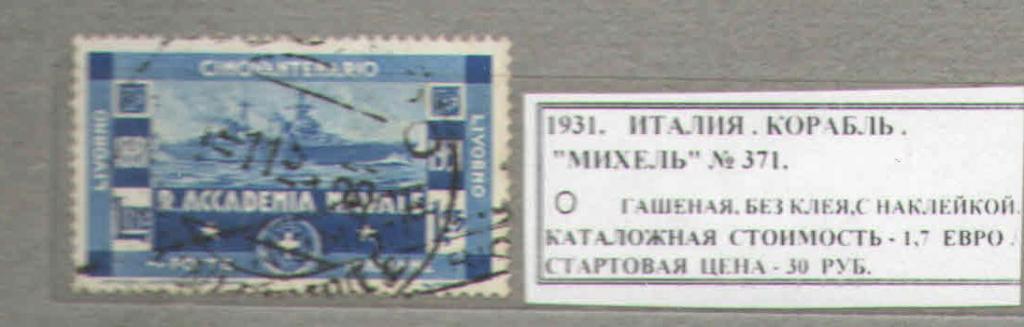 CINQVANTENARIO
LIVORNO
LIVORNO
R. ACCADEMIA NAVALE
1931. ИТАЛИЯ. КОРАБЛЬ.
"МИХЕЛЬ" № 371.
О ГАШЕНАЯ. БЕЗ КЛЕЯ,С НАКЛЕЙКОЙ.
КАТАЛОЖНАЯ СТОИМОСТЬ - 1,7 ЕВРО.
СТАРТОВАЯ ЦЕНА - 30 РУБ.